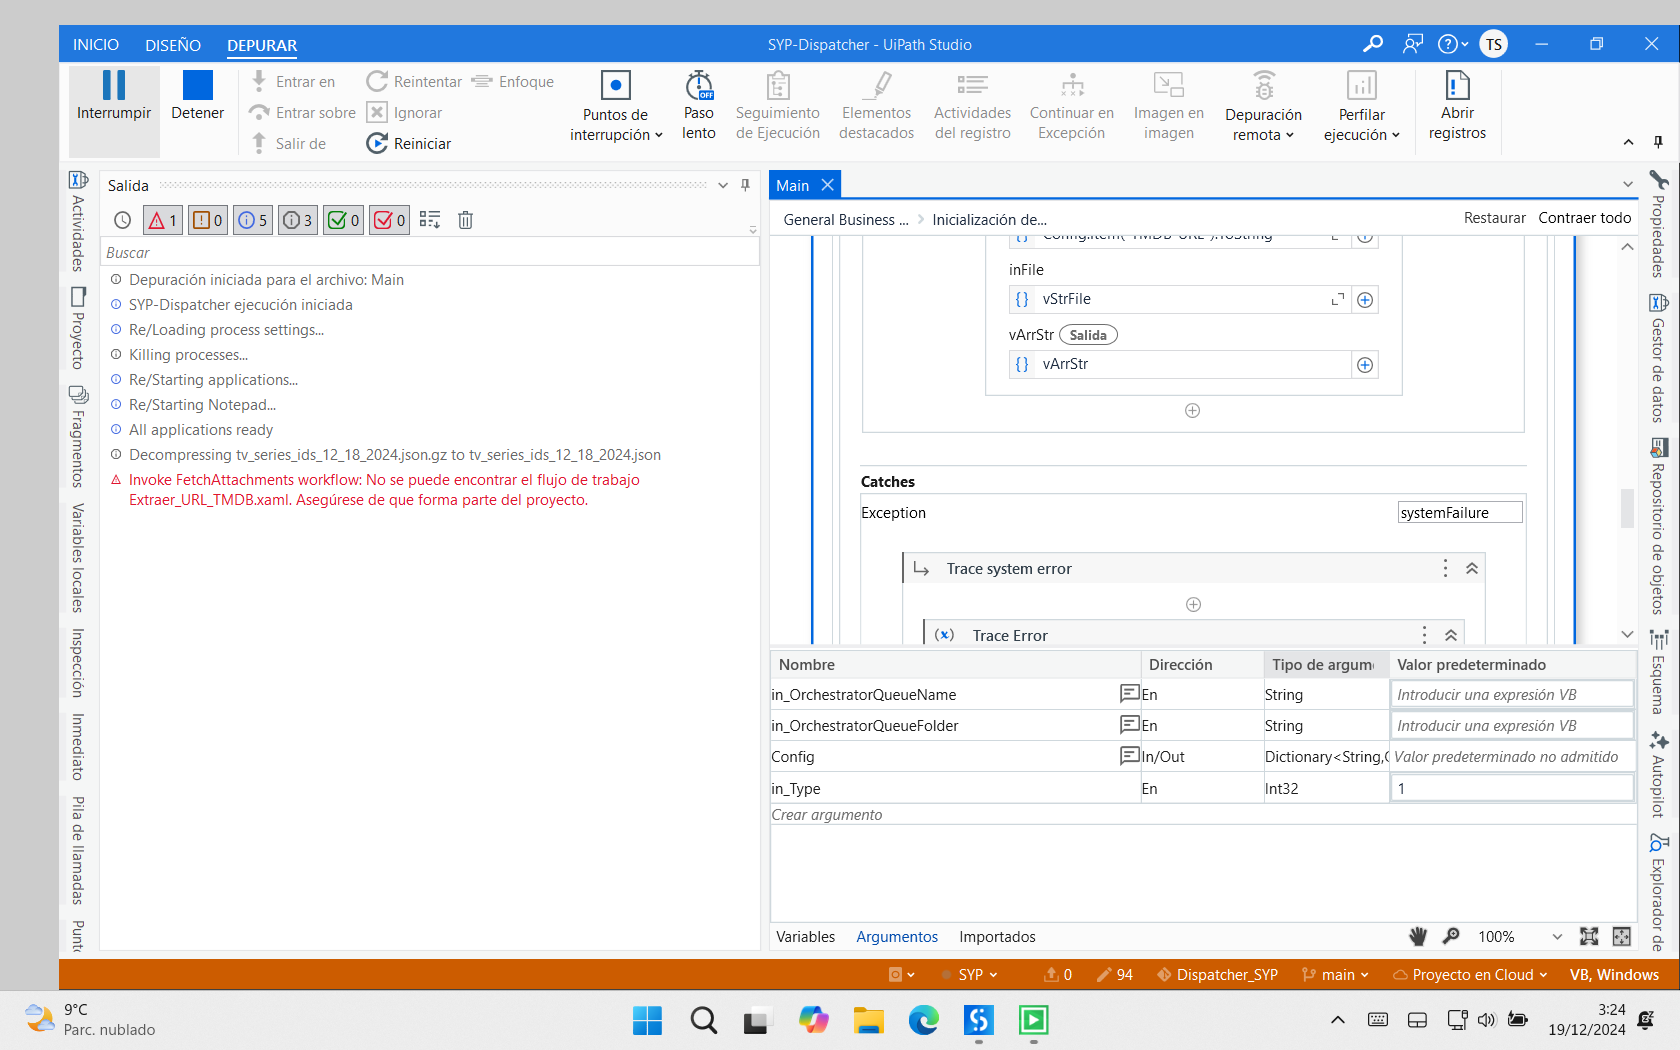 INICIO
DISEÑO
DEPURAR
SYP-Dispatcher - UiPath Studio
TS
Interrumpir
Detener
Entrar en
Entrar sobre
Salir de
Reintentar
Ignorar
Reiniciar
Enfoque
Puntos de
interrupción
OFF
Paso
lento
Seguimiento
de Ejecución
Elementos
destacados
Actividades
del registro
Continuar en
Excepción
Imagen en
imagen
Depuración
remota
Perfilar
ejecución
Abrir
registros
Actividades
Proyecto
Fragmentos
Variables locales
Inspección
Inmediato
Pila de llamadas
Salida
1
0
5
3
0
0
Buscar
Depuración iniciada para el archivo: Main
SYP-Dispatcher ejecución iniciada
Re/Loading process settings...
Killing processes...
Re/Starting applications...
Re/Starting Notepad...
All applications ready
Decompressing tv_series_ids_12_18_2024.json.gz to tv_series_ids_12_18_2024.json
Invoke FetchAttachments workflow: No se puede encontrar el flujo de trabajo
Extraer_URL_TMDB.xaml. Asegúrese de que forma parte del proyecto.
Main
General Business ... > Inicialización de...
Restaurar
Contraer todo
inFile
{} vStrFile
vArrStr Salida
{} vArrStr
Catches
Exception
systemFailure
Trace system error
(x) Trace Error
Nombre Dirección Tipo de argum Valor predeterminado
in_OrchestratorQueueName En String Introducir una expresión VB
in_OrchestratorQueueFolder En String Introducir una expresión VB
Config In/Out Dictionary<String, Valor predeterminado no admitido
in_Type En Int32 1
Crear argumento
Variables
Argumentos
Importados
100%
Propiedades
Gestor de datos
Repositorio de objetos
Esquema
Autopilot
Explorador de
SYP
0
94
Dispatcher_SYP
main
Proyecto en Cloud
VB, Windows
9°C
Parc. nublado
3:24
19/12/2024